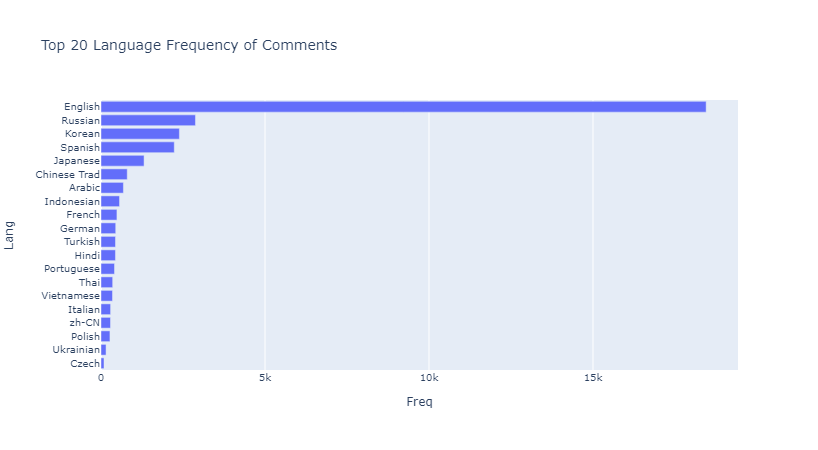 Top 20 Language Frequency of Comments
English
Russian
Korean
Spanish
Japanese
Chinese Trad
Arabic
Indonesian
French
German
Turkish
Hindi
Portuguese
Thai
Vietnamese
Italian
zh-CN
Polish
Ukrainian
Czech
Lang
0 5k 10k 15k
Freq